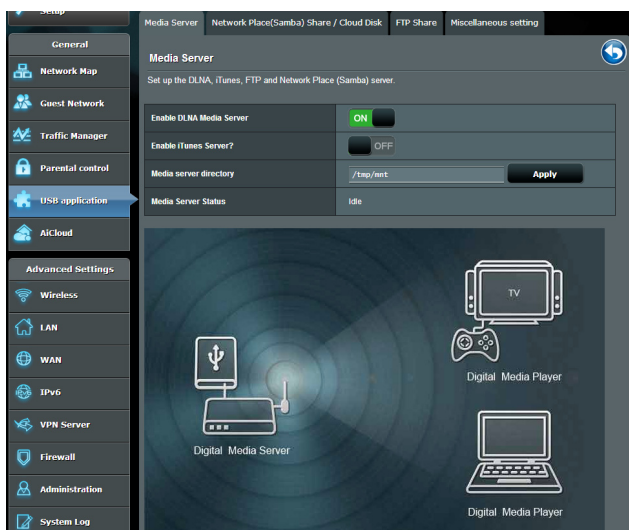 Setup
General
Network Map
Guest Network
Traffic Manager
Parental control
USB application
AiCloud
Advanced Settings
Wireless
LAN
WAN
IPv6
VPN Server
Firewall
Administration
System Log
Media Server
Network Place(Samba) Share / Cloud Disk
FTP Share
Miscellaneous setting
Media Server
Set up the DLNA, iTunes, FTP and Network Place (Samba) server.
Enable DLNA Media Server
ON
Enable iTunes Server?
OFF
Media server directory
/tmp/mnt
Apply
Media Server Status
Idle
TV
Digital Media Player
Digital Media Server
Digital Media Player